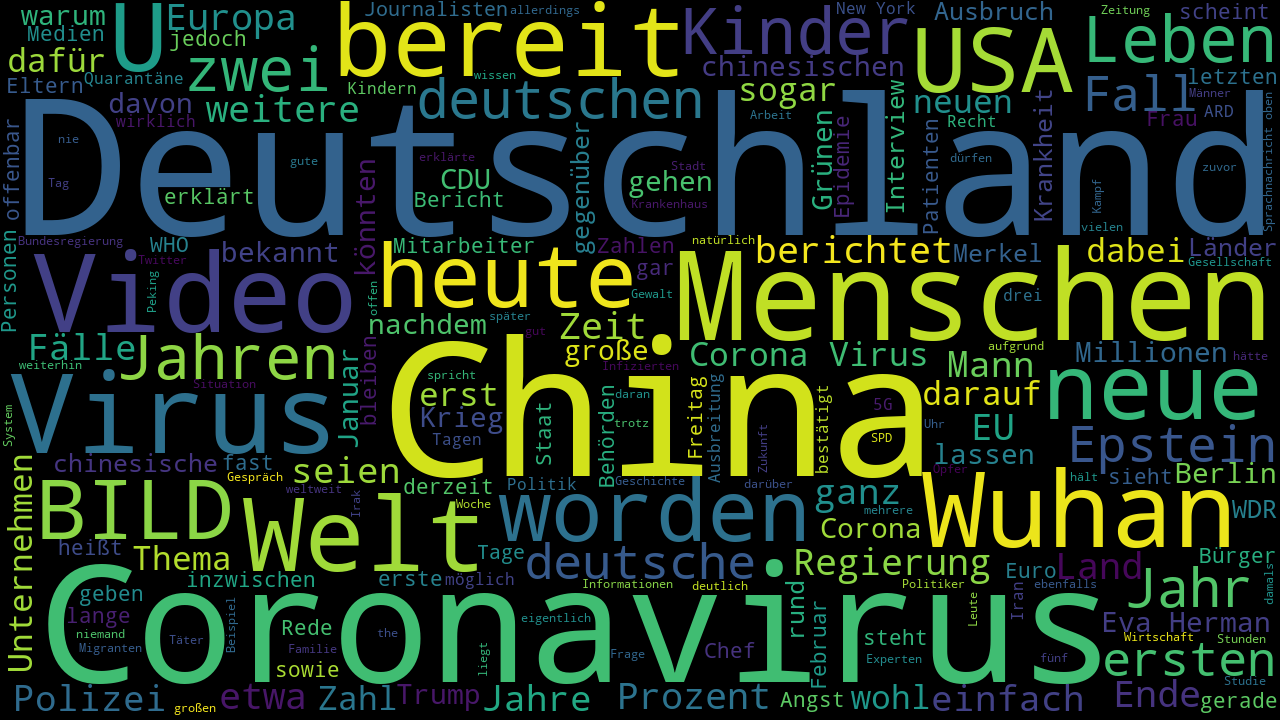 warum
Medien
dafür
Eltern
U
Europa
jedoch
zwei
Quarantäne
davon
wirklich
weitere
Journalisten
allerdings
bereit
wissen
Kindern
deutschen
Kinder
New York
chinesischen
sogar
Arbeit
Ausbruch
USA
neuen
Zeitung
scheint
Leben
letzten
Fall
Männer
Frau
ARD
Recht
Deutschland
nie
Tag
gute
erklärt
erklärte
CDU
Bericht
Stadt
gehen
Krankenhaus
gegenüber
Grünen
Epidemie
Interview
Patienten
dürfen
Krankheit
Kampf
vielen
zuvor
Sprachnachricht oben
offenbar
Personen
Bundesregierung
WHO
Twitter
bekannt
Peking
könnten
offen
Mitarbeiter
heute
Zahlen
gar
Gewalt
natürlich
berichtet
Merkel
drei
dabei
Länder
Gesellschaft
Video
Menschen
nachdem
später
gut
Zeit
große
Infizierten
Fälle
weiterhin
Jahren
Situation
Januar
bleiben
spricht
China
Corona Virus
aufgrund
Mann
Millionen
hätte
Virus
System
erst
Krieg
Tagen
Staat
Behörden
daran
trotz
Freitag
Ausbreitung
Zukunft
bestätigt
5G
SPD
Uhr
darauf
EU
neue
lassen
Epstein
chinesische
fast
Gespräch
seien
weltweit
derzeit
Politik
Geschichte
darüber
Opfer
sieht
hält
Berlin
Unternehmen
BILD
Welt
Irak
Woche
worden
ganz
mehrere
Corona
Wuhan
WDR
heißt
Thema
Tage
deutsche
Regierung
Euro
Land
Bürger
inzwischen
erste
möglich
Informationen
deutlich
Politiker
ebenfalls
Jahr
damals
geben
lange
niemand
Migranten
Täter
Beispiel
Coronavirus
Rede
Familie
sowie
the
liegt
eigentlich
Frage
Chef
rund
Februar
steht
Experten
Leute
Iran
fünf
Eva Herman
Wirtschaft
Stunden
ersten
Studie
Polizei
großen
etwa
Zahl
Trump
Jahre
Prozent
Angst
wohl
einfach
Ende
gerade